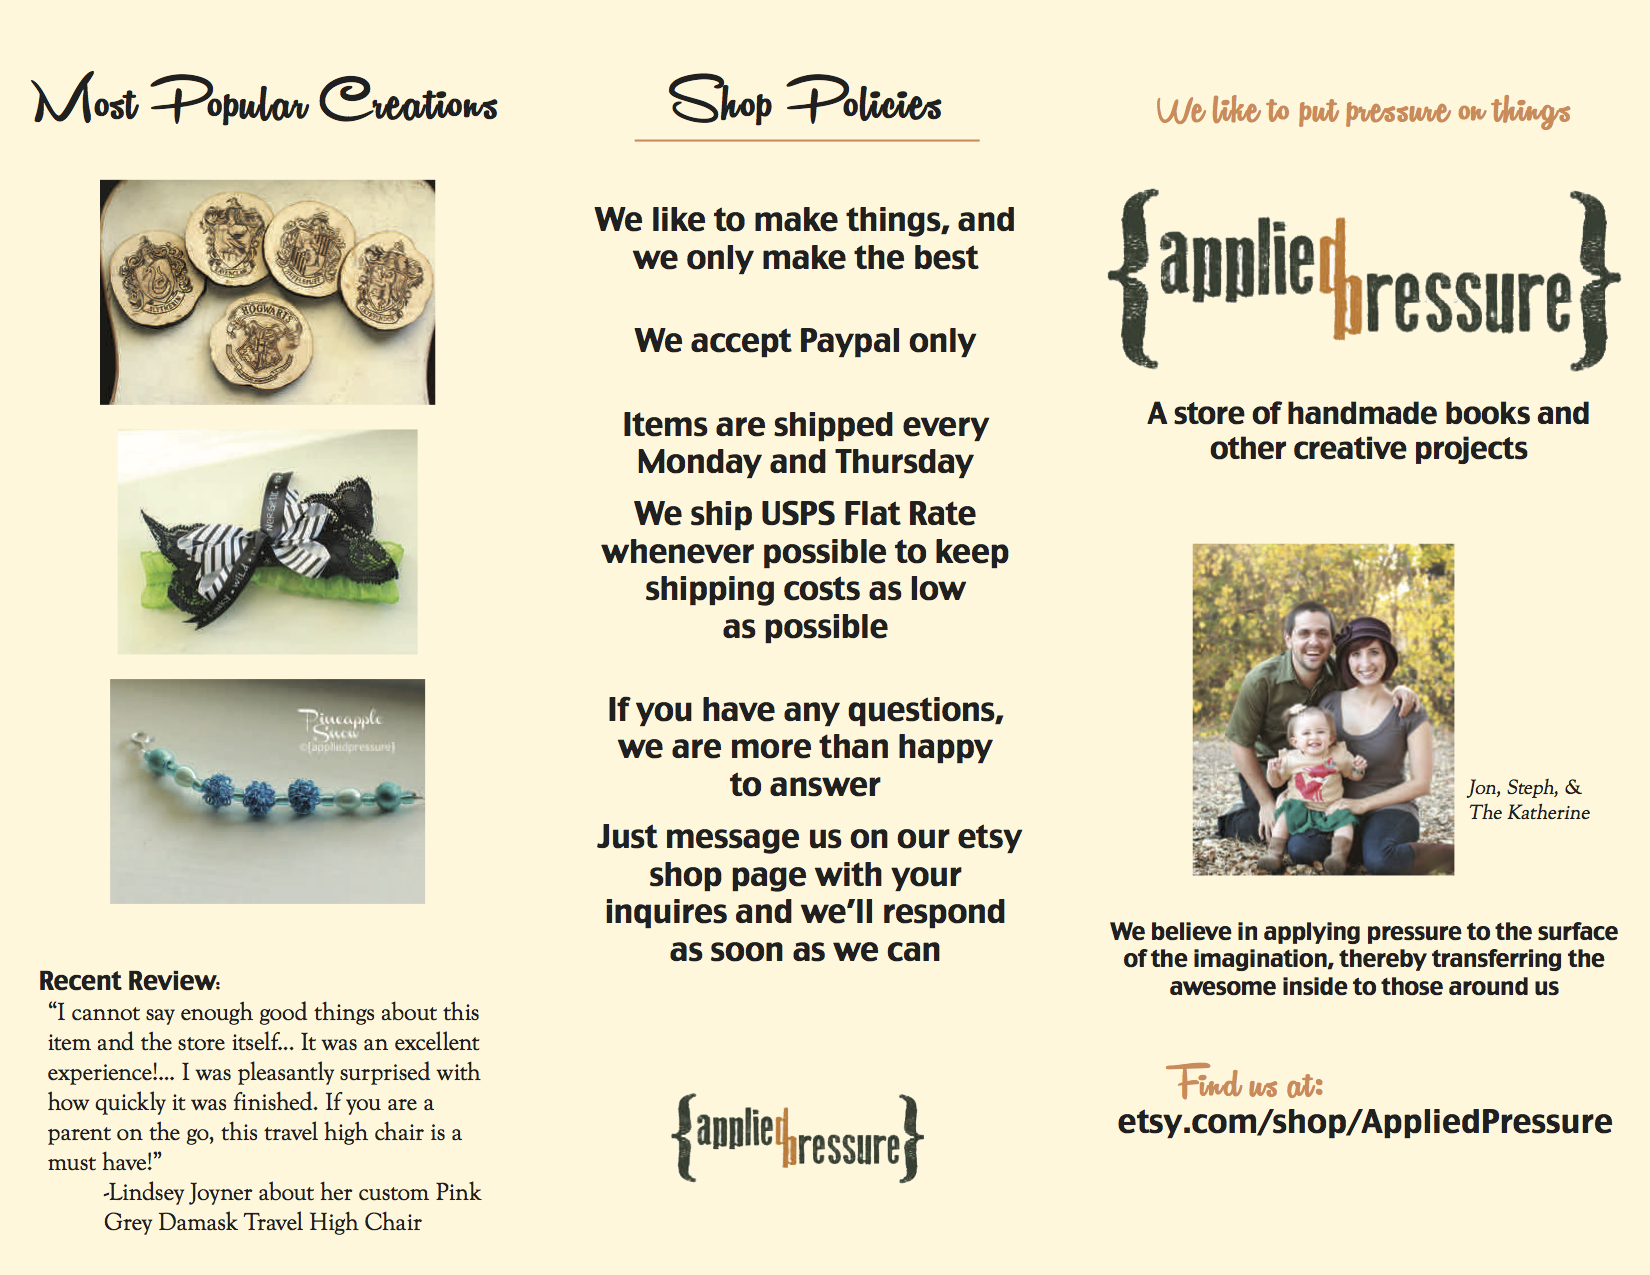 Most Popular Creations
SLYTHERIN
RAVENCLAW
HUFFLEPUFF
GRYFFINDOR
HOGWARTS
WILD
Pineapple
Snow
©{appliedpressure}
Recent Review:
“I cannot say enough good things about this
item and the store itself... It was an excellent
experience!... I was pleasantly surprised with
how quickly it was finished. If you are a
parent on the go, this travel high chair is a
must have!”
-Lindsey Joyner about her custom Pink
Grey Damask Travel High Chair
Shop Policies
We like to make things, and
we only make the best
We accept Paypal only
Items are shipped every
Monday and Thursday
We ship USPS Flat Rate
whenever possible to keep
shipping costs as low
as possible
If you have any questions,
we are more than happy
to answer
Just message us on our etsy
shop page with your
inquires and we’ll respond
as soon as we can
{appliedpressure}
We like to put pressure on things
{appliedpressure}
A store of handmade books and
other creative projects
Jon, Steph, &
The Katherine
We believe in applying pressure to the surface
of the imagination, thereby transferring the
awesome inside to those around us
Find us at:
etsy.com/shop/AppliedPressure